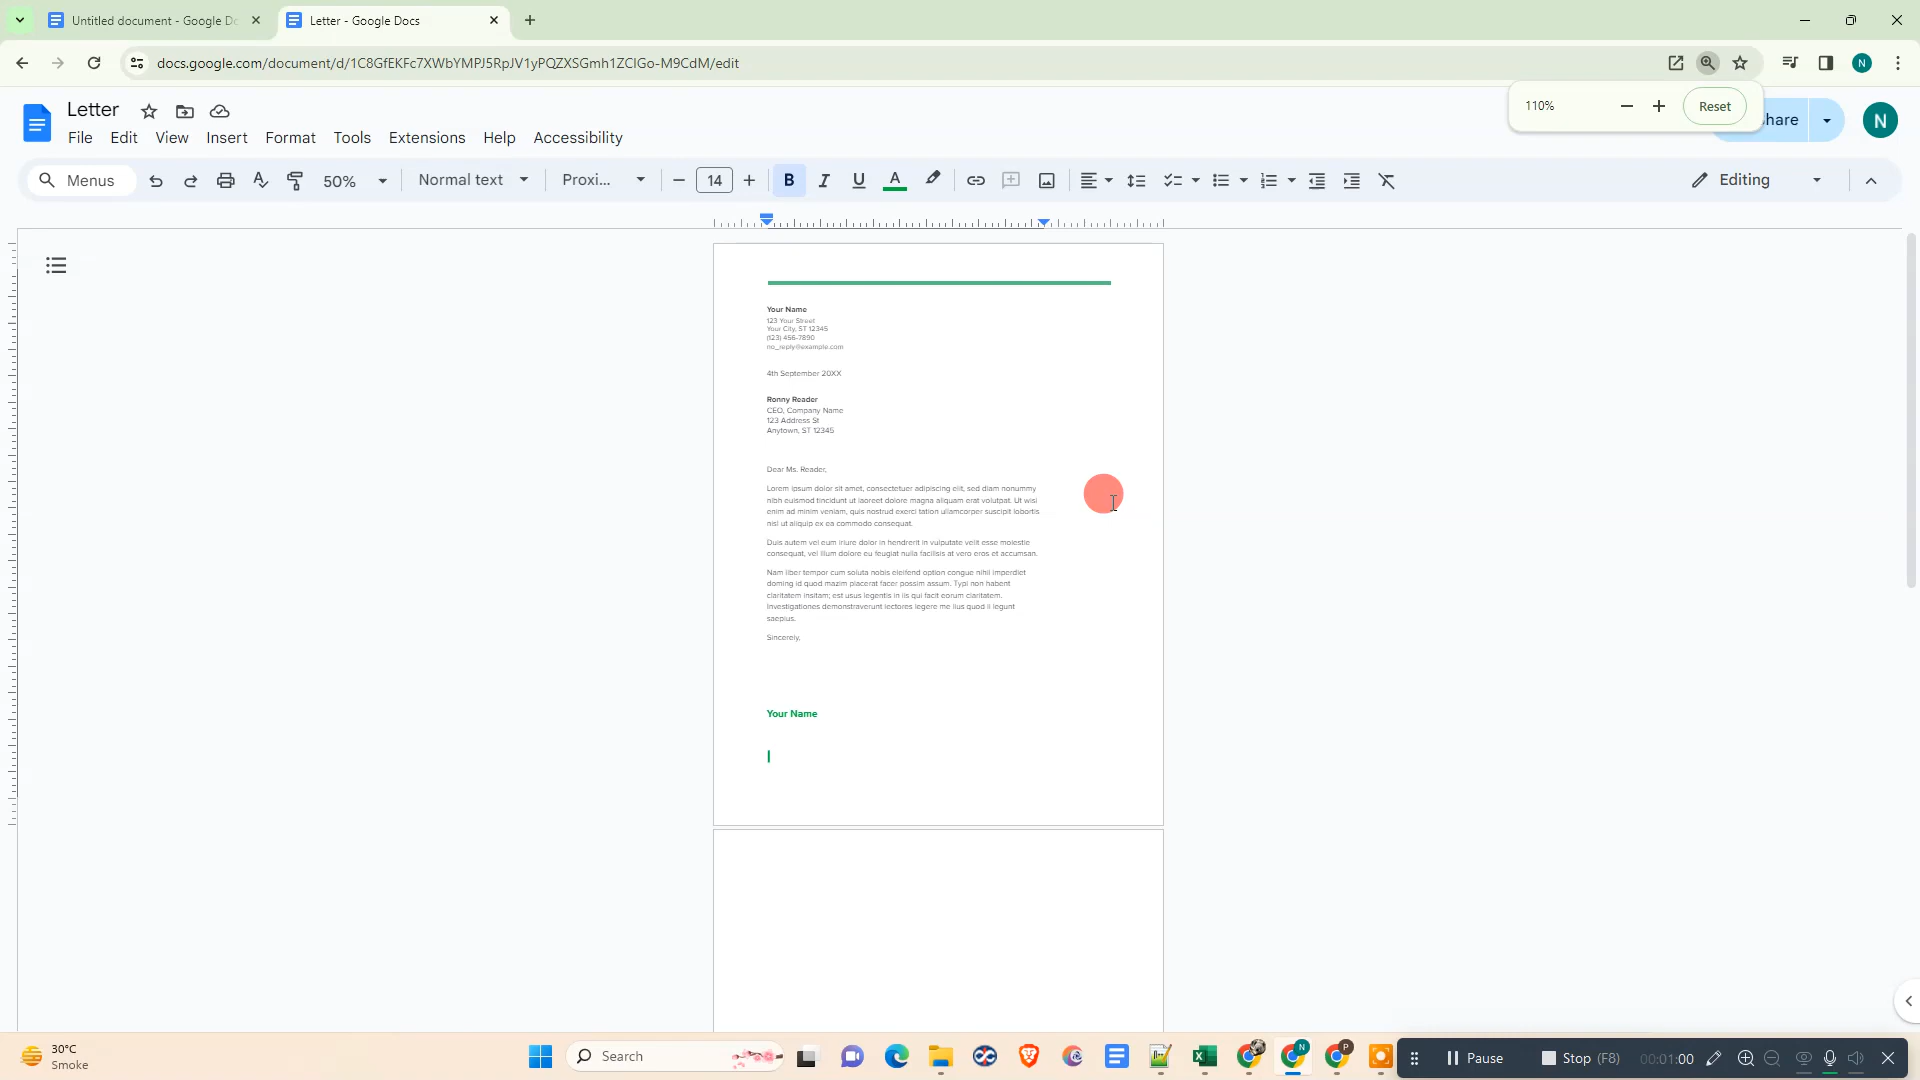 Untitled document - Google Do
Letter - Google Docs
docs.google.com/document/d/1C8GfEKFc7XWbYMPJ5RpJV1yPQZXSGmh1ZCIGo-M9CdM/edit
110%
Reset
Letter
hare
N
File Edit View Insert Format Tools Extensions Help Accessibility
Menus
50%
Normal text
Proxi...
14
B
I
U
A
Editing
Your Name
123 Your Street
Your City, ST 12345
(123) 456-7890
no_reply@example.com
4th September 20XX
Ronny Reader
CEO, Company Name
123 Address St
Anytown, ST 12345
Dear Ms. Reader,
Lorem ipsum dolor sit amet, consectetuer adipiscing elit, sed diam nonummy
nibh euismod tincidunt ut laoreet dolore magna aliquam erat volutpat. Ut wisi
enim ad minim veniam, quis nostrud exerci tation ullamcorper suscipit lobortis
nisl ut aliquip ex ea commodo consequat.
Duis autem vel eum iriure dolor in hendrerit in vulputate velit esse molestie
consequat, vel illum dolore eu feugiat nulla facilisis at vero eros et accumsan.
Nam liber tempor cum soluta nobis eleifend option congue nihil imperdiet
doming id quod mazim placerat facer possim assum. Typi non habent
claritatem insitam; est usus legentis in iis qui facit eorum claritatem.
Investigationes demonstraverunt lectores legere me lius quod ii legunt
saepius.
Sincerely,
Your Name
30°C
Smoke
Search
N
P
Pause
Stop (F8)
00:01:00